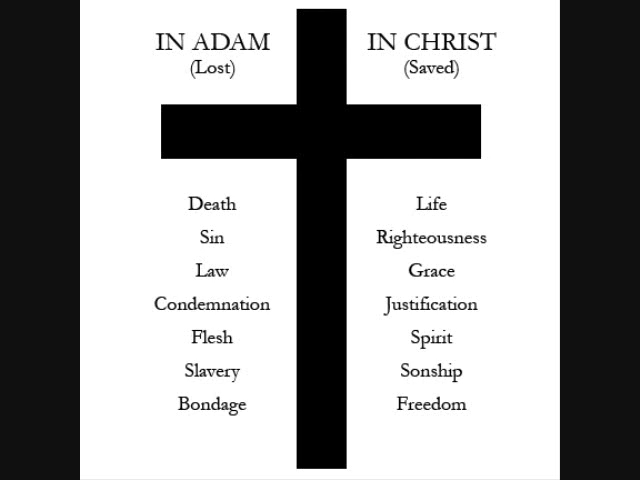 IN ADAM
(Lost)
Death
Sin
Law
Condemnation
Flesh
Slavery
Bondage
IN CHRIST
(Saved)
Life
Righteousness
Grace
Justification
Spirit
Sonship
Freedom